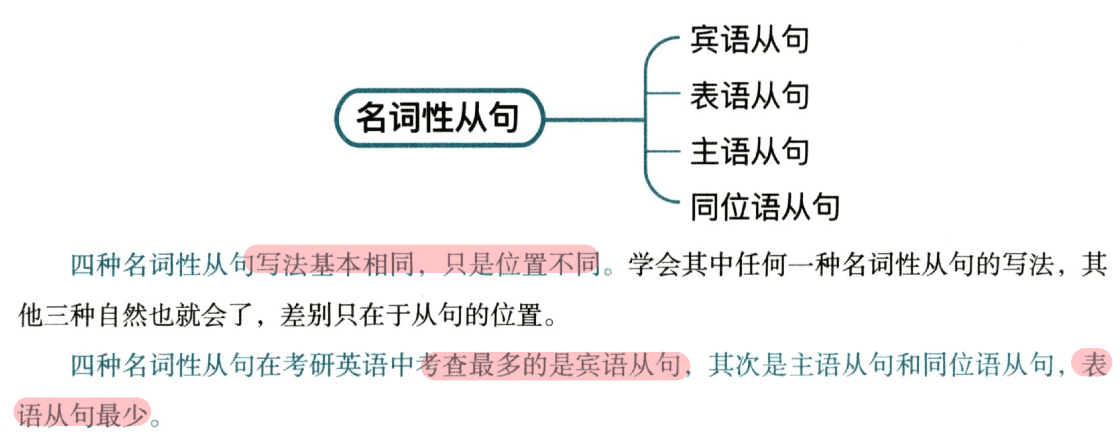 名词性从句
宾语从句
表语从句
主语从句
同位语从句
四种名词性从句写法基本相同，只是位置不同。学会其中任何一种名词性从句的写法，其
他三种自然也就会了，差别只在于从句的位置。
四种名词性从句在考研英语中考查最多的是宾语从句，其次是主语从句和同位语从句，表
语从句最少。